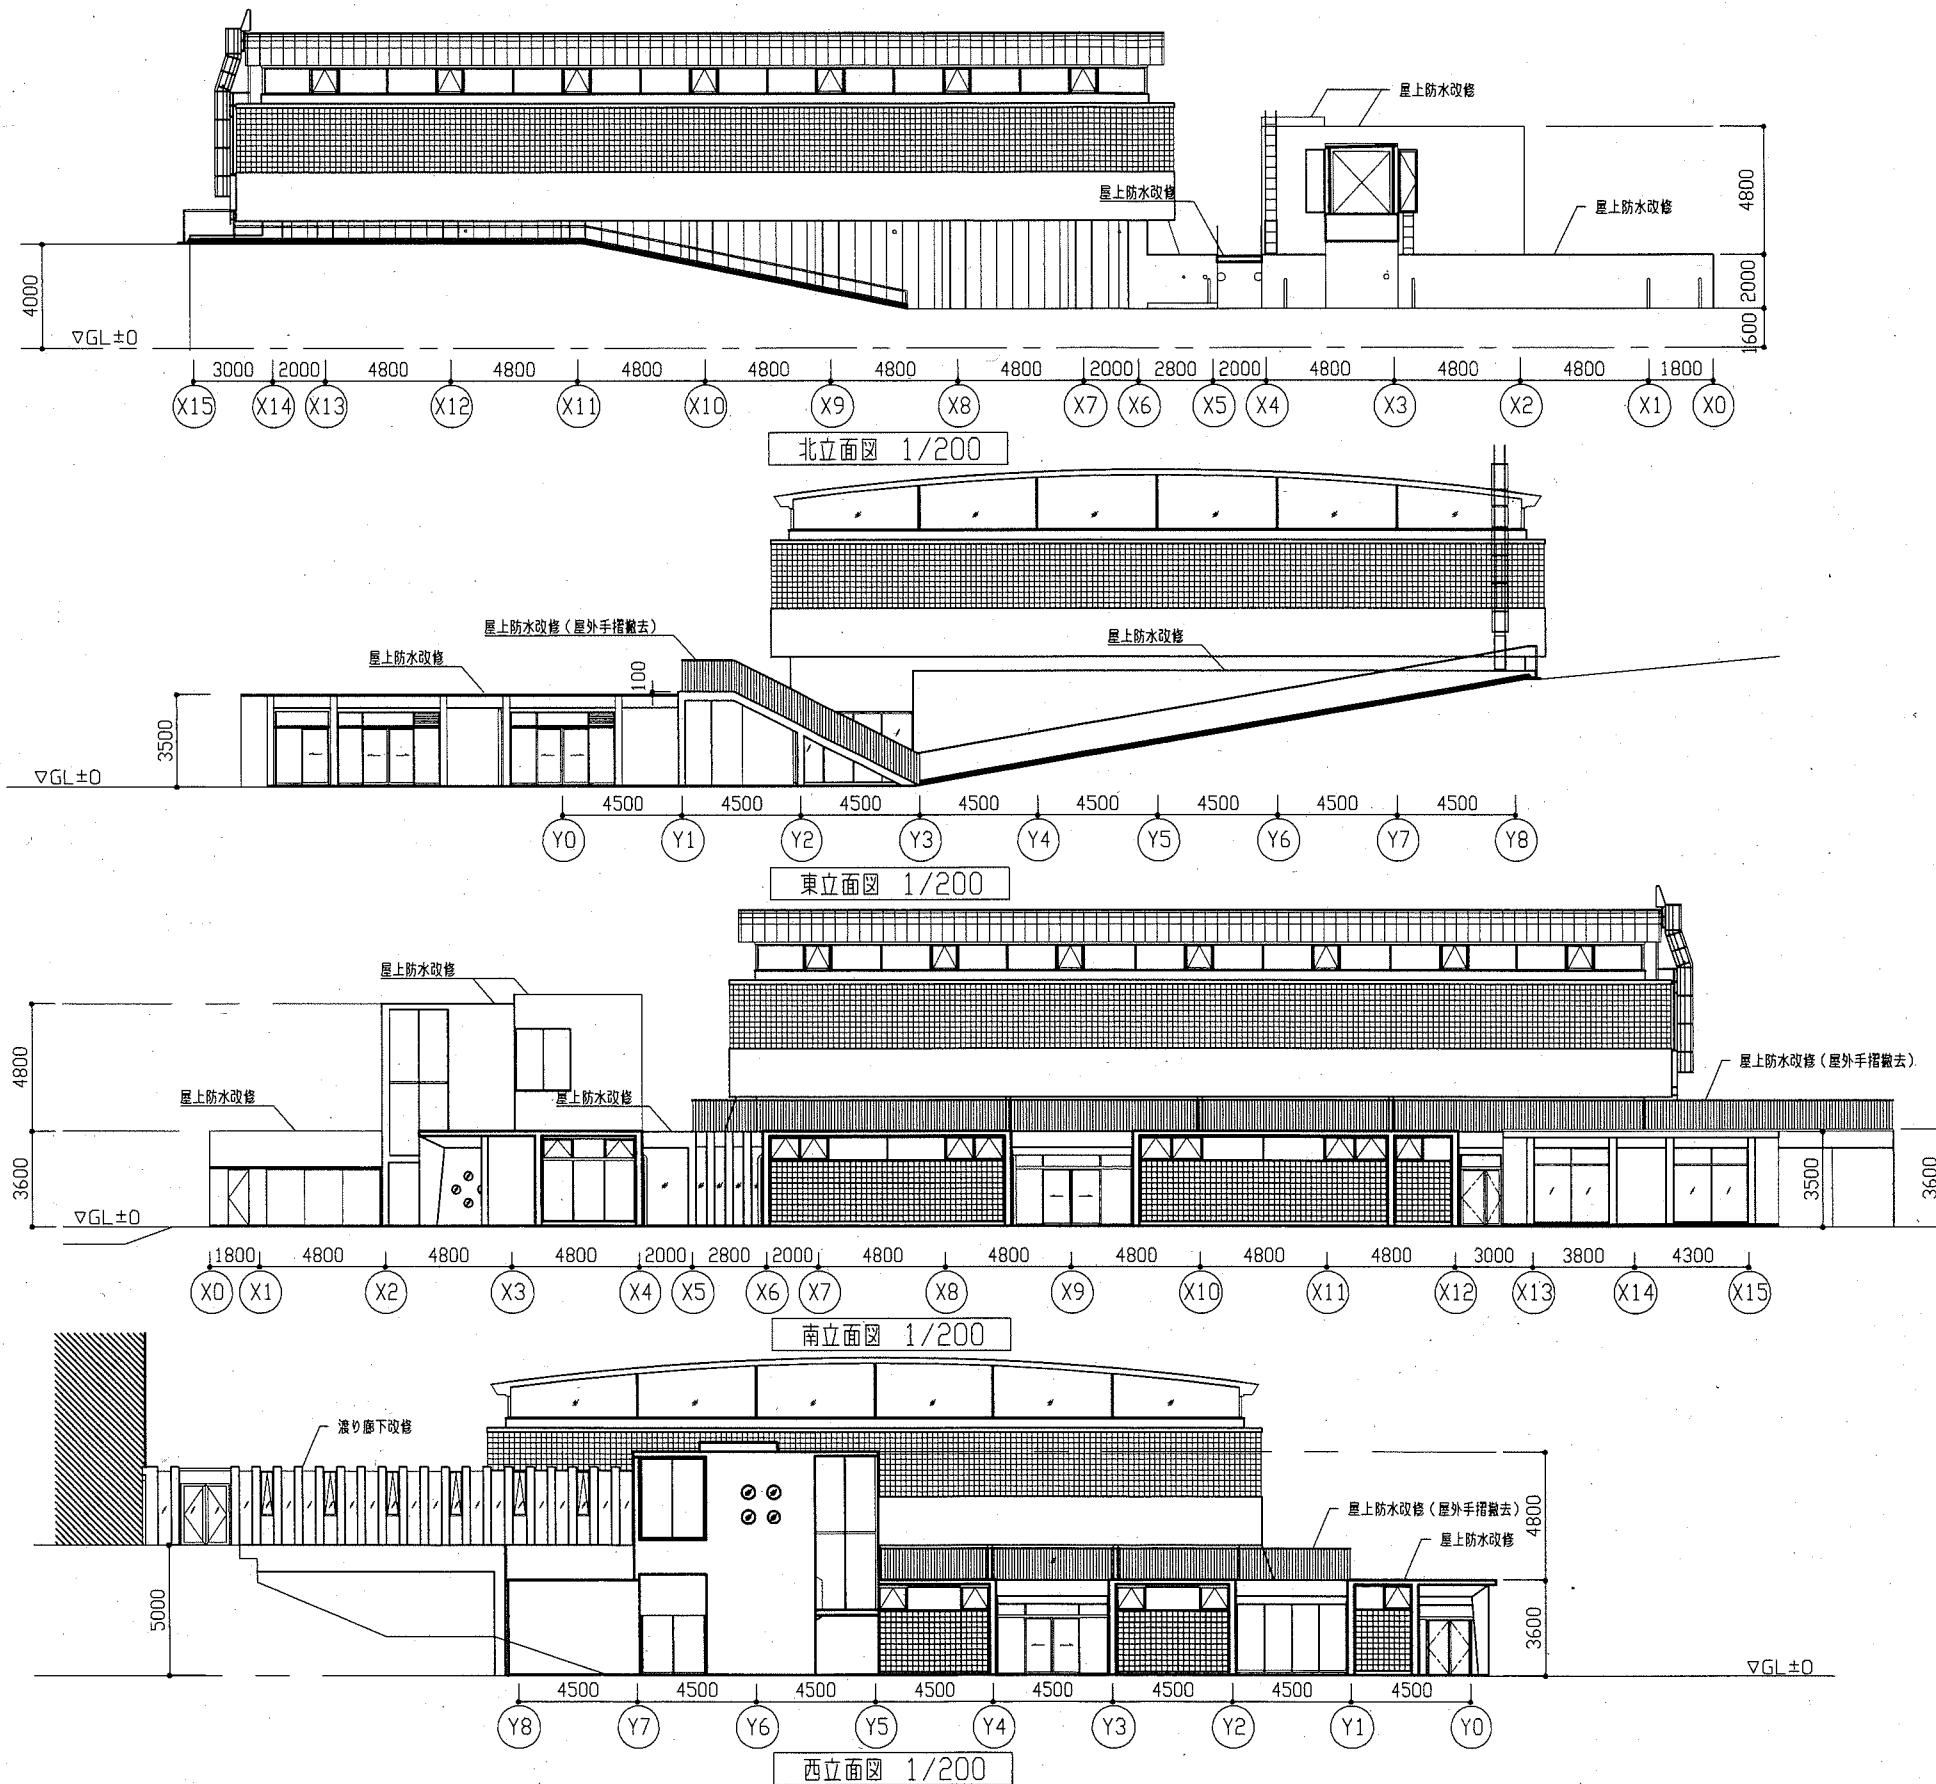 屋上防水改修
屋上防水改修
屋上防水改修
4800
2000
1600
4000
▽GL±0
3000 2000 4800 4800 4800 4800 4800 4800 2000 2800 2000 4800 4800 4800 1800
X15 X14 X13 X12 X11 X10 X9 X8 X7 X6 X5 X4 X3 X2 X1 X0
北立面図 1/200
屋上防水改修(屋外手摺撤去)
屋上防水改修
屋上防水改修
100
3500
▽GL±0
4500 4500 4500 4500 4500 4500 4500 4500
Y0 Y1 Y2 Y3 Y4 Y5 Y6 Y7 Y8
東立面図 1/200
屋上防水改修
屋上防水改修
屋上防水改修
屋上防水改修(屋外手摺撤去)
4800
3600
3500
3600
▽GL±0
1800 4800 4800 4800 2000 2800 2000 4800 4800 4800 4800 4800 3000 3800 4300
X0 X1 X2 X3 X4 X5 X6 X7 X8 X9 X10 X11 X12 X13 X14 X15
南立面図 1/200
渡り廊下改修
屋上防水改修(屋外手摺撤去)
屋上防水改修
4800
3600
5000
▽GL±0
4500 4500 4500 4500 4500 4500 4500 4500
Y8 Y7 Y6 Y5 Y4 Y3 Y2 Y1 Y0
西立面図 1/200